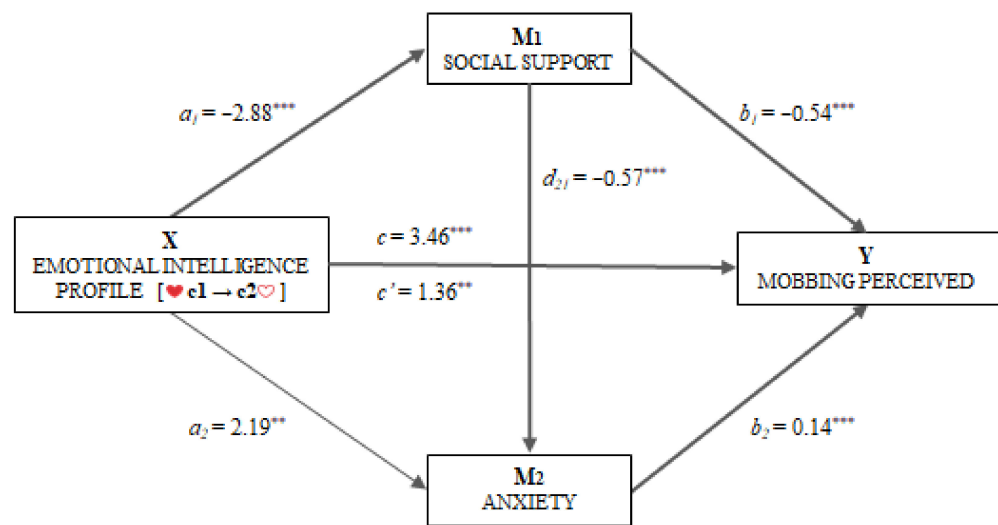 M1
SOCIAL SUPPORT
a1 = −2.88***
b1 = −0.54***
d21 = −0.57***
X
EMOTIONAL INTELLIGENCE
PROFILE [❤ c1 → c2♡ ]
c = 3.46***
c’ = 1.36**
Y
MOBBING PERCEIVED
a2 = 2.19**
b2 = 0.14***
M2
ANXIETY